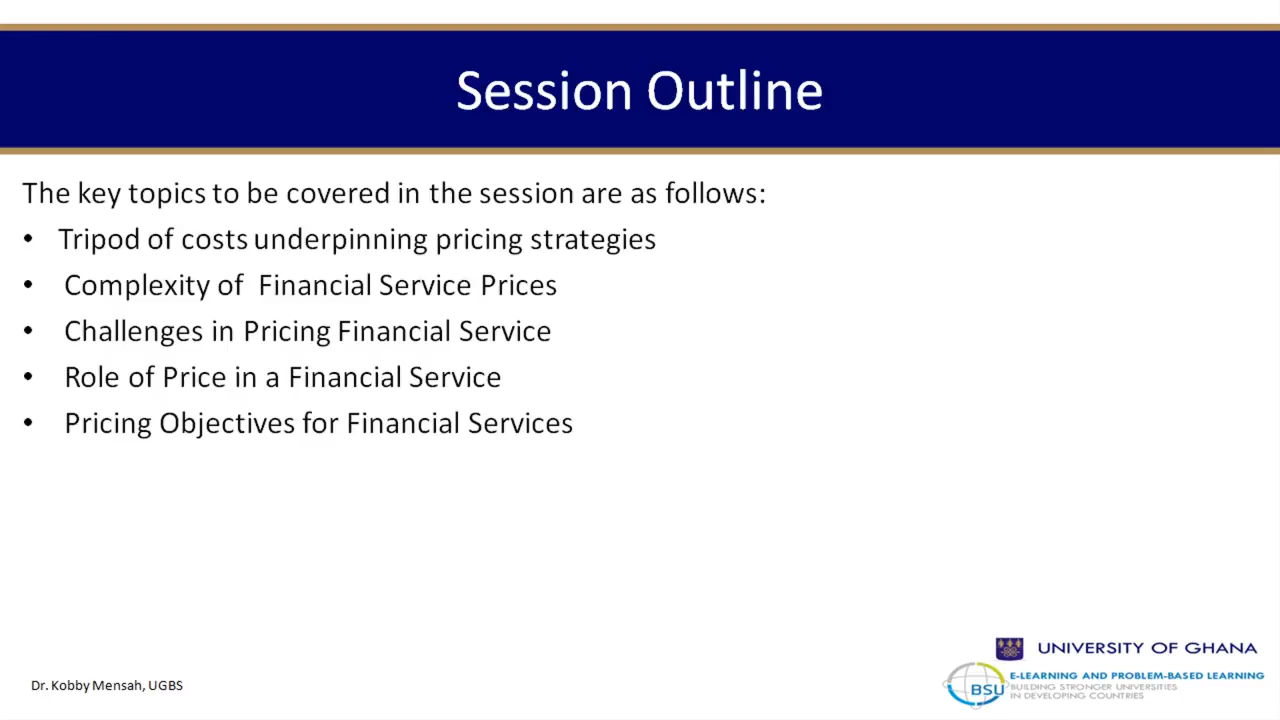 Session Outline
The key topics to be covered in the session are as follows:
• Tripod of costs underpinning pricing strategies
• Complexity of Financial Service Prices
• Challenges in Pricing Financial Service
• Role of Price in a Financial Service
• Pricing Objectives for Financial Services
UNIVERSITY OF GHANA
Dr. Kobby Mensah, UGBS
BSU
E-LEARNING AND PROBLEM-BASED LEARNING
BUILDING STRONGER UNIVERSITIES
IN DEVELOPING COUNTRIES